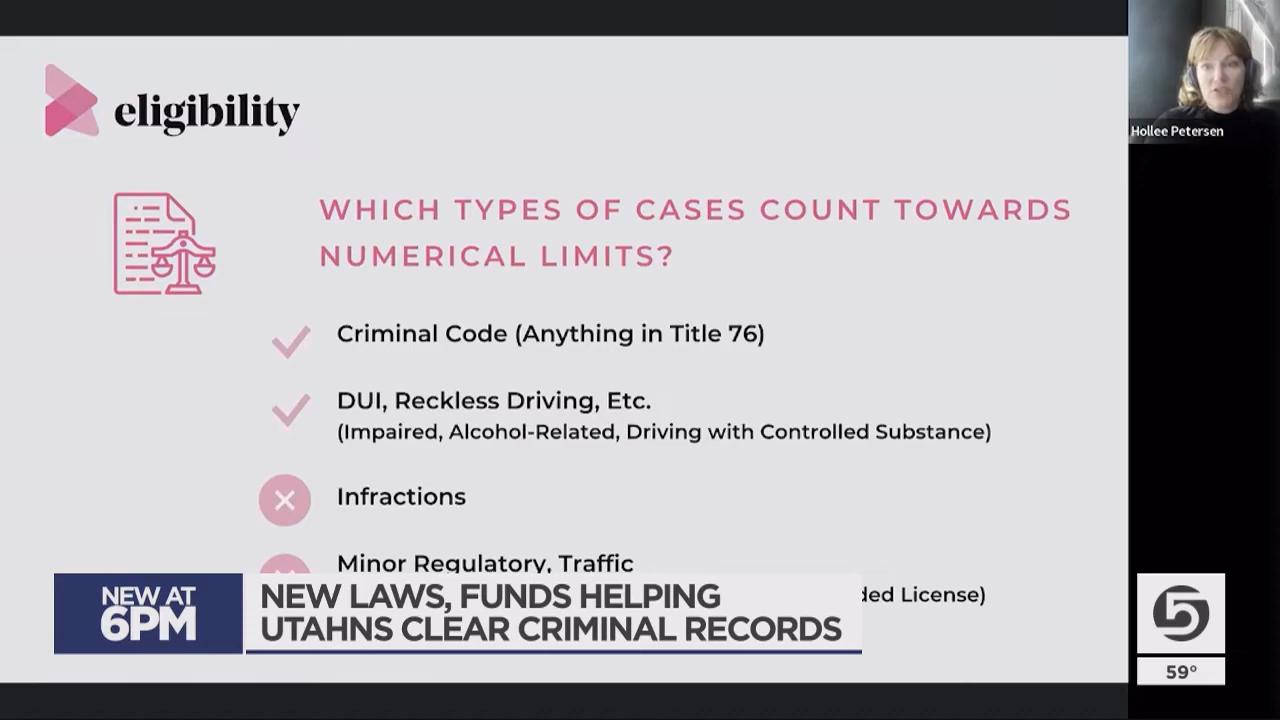 eligibility
Hollee Petersen
WHICH TYPES OF CASES COUNT TOWARDS
NUMERICAL LIMITS?
Criminal Code (Anything in Title 76)
DUI, Reckless Driving, Etc.
(Impaired, Alcohol-Related, Driving with Controlled Substance)
Infractions
Minor Regulatory, Traffic
License)
NEW AT
6PM
NEW LAWS, FUNDS HELPING
UTAHNS CLEAR CRIMINAL RECORDS
5
59°